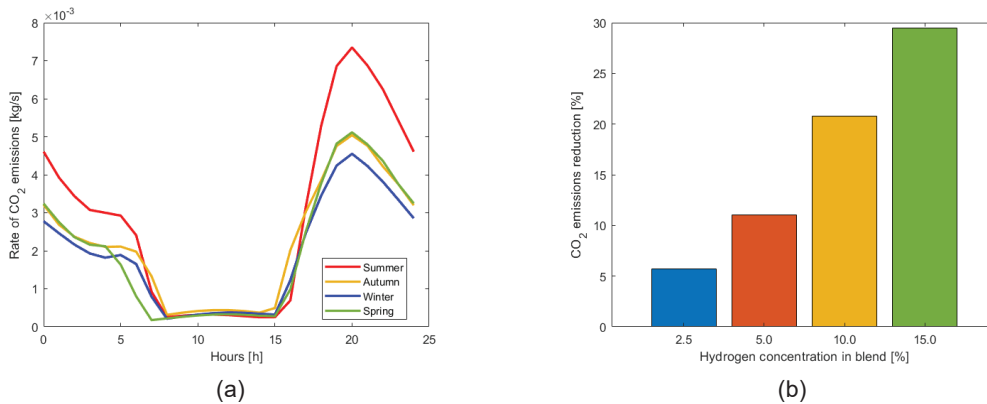 ×10⁻³
8
7
6
5
4
3
2
1
0
Rate of CO₂ emissions [kg/s]
0 5 10 15 20 25
Hours [h]
Summer
Autumn
Winter
Spring
(a)
30
25
20
15
10
5
0
CO₂ emissions reduction [%]
2.5 5.0 10.0 15.0
Hydrogen concentration in blend [%]
(b)